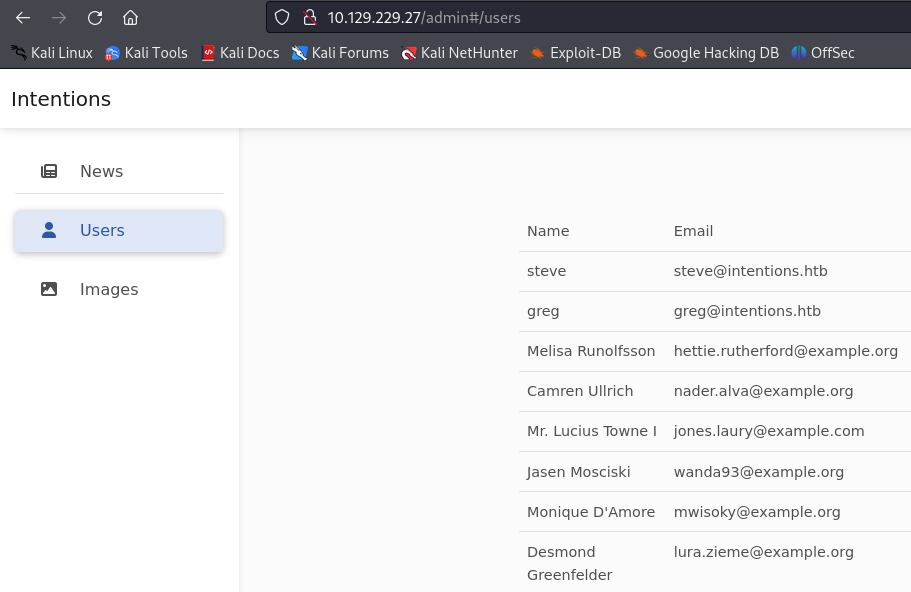 10.129.229.27/admin#/users
Kali Linux Kali Tools Kali Docs Kali Forums Kali NetHunter Exploit-DB Google Hacking DB OffSec
Intentions
News
Users
Images
Name Email
steve steve@intentions.htb
greg greg@intentions.htb
Melisa Runolfsson hettie.rutherford@example.org
Camren Ullrich nader.alva@example.org
Mr. Lucius Towne I jones.laury@example.com
Jasen Mosciski wanda93@example.org
Monique D'Amore mwisoky@example.org
Desmond lura.zieme@example.org
Greenfelder